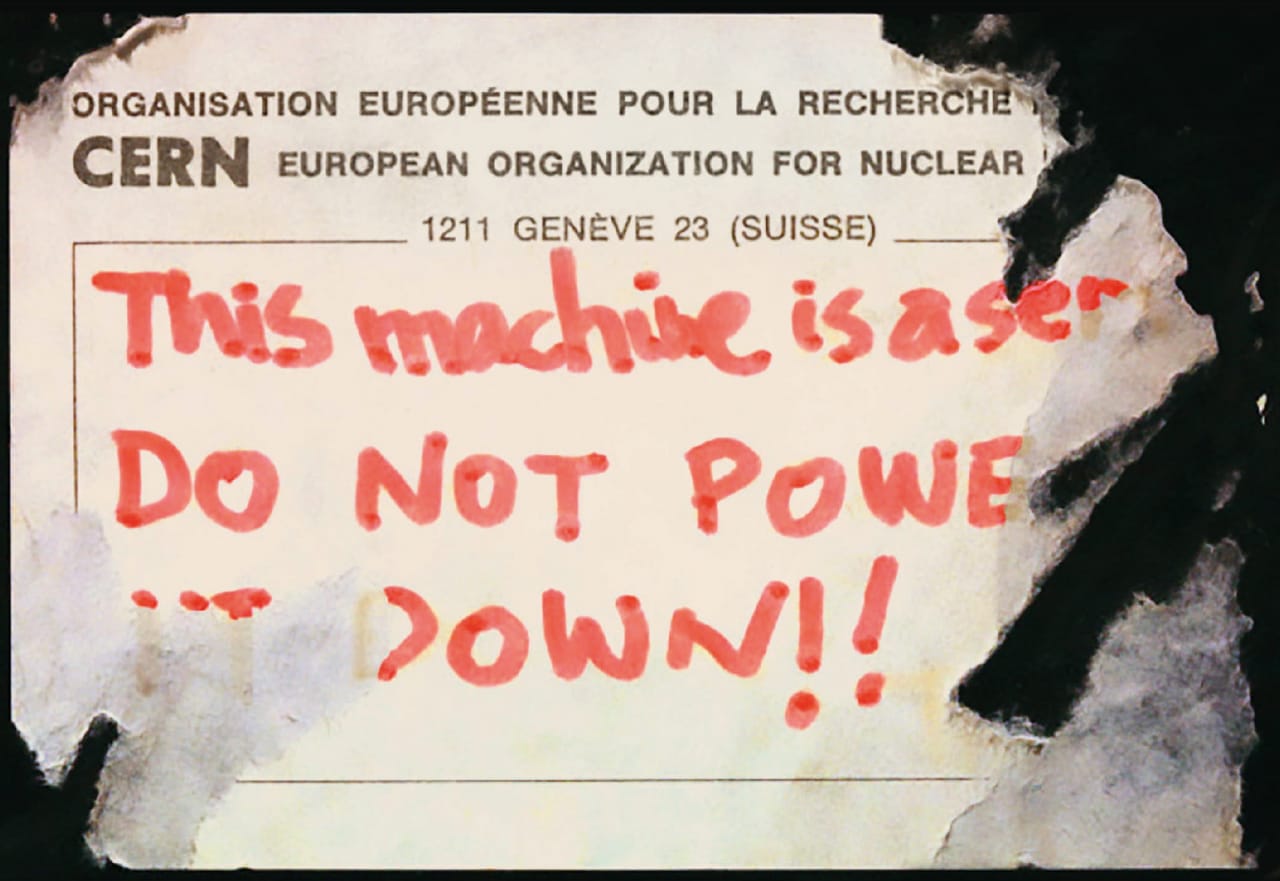 ORGANISATION EUROPÉENNE POUR LA RECHERCHE
CERN EUROPEAN ORGANIZATION FOR NUCLEAR
1211 GENÈVE 23 (SUISSE)
This machine is a ser
DO NOT POWE
DOWN!!